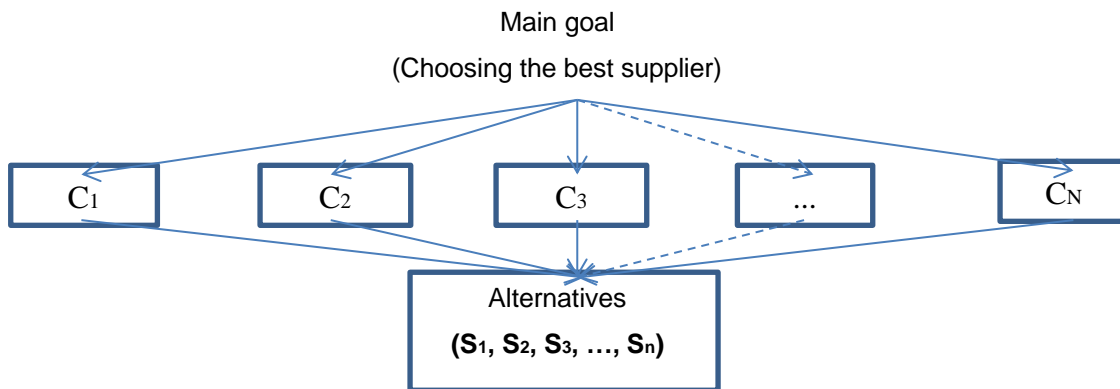 Main goal
(Choosing the best supplier)
C1 C2 C3 ... CN
Alternatives
(S1, S2, S3, …, Sn)